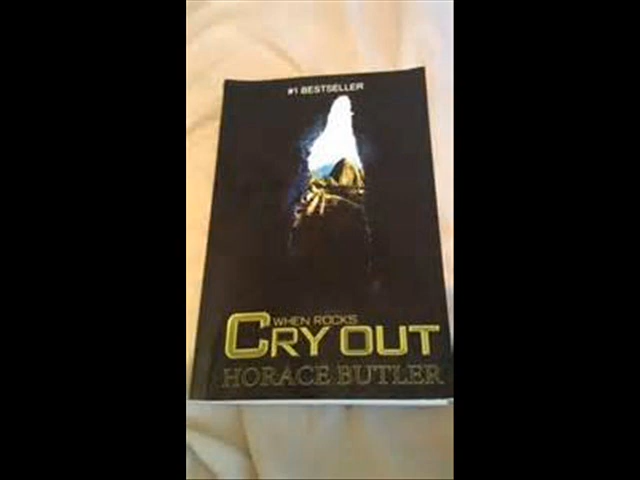 #1 BESTSELLER
WHEN ROCKS
CRY OUT
HORACE BUTLER